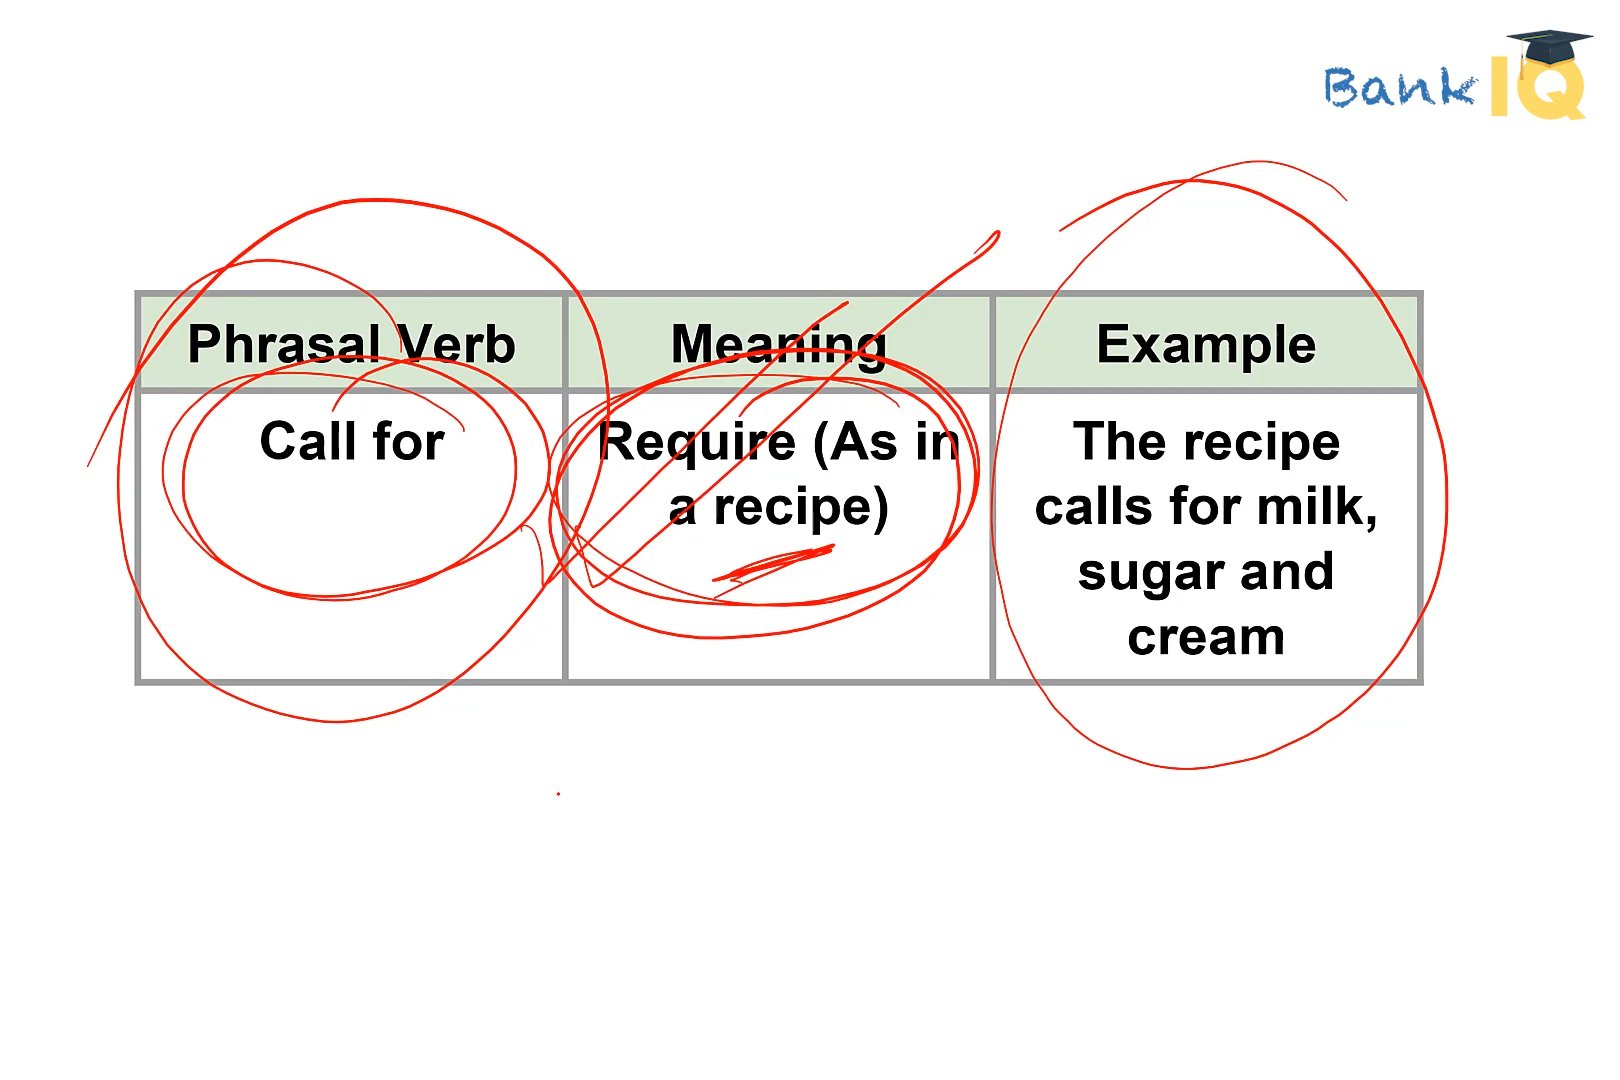 Bank IQ
Phrasal Verb Meaning Example
Call for
Require (As in
a recipe)
The recipe
calls for milk,
sugar and
cream